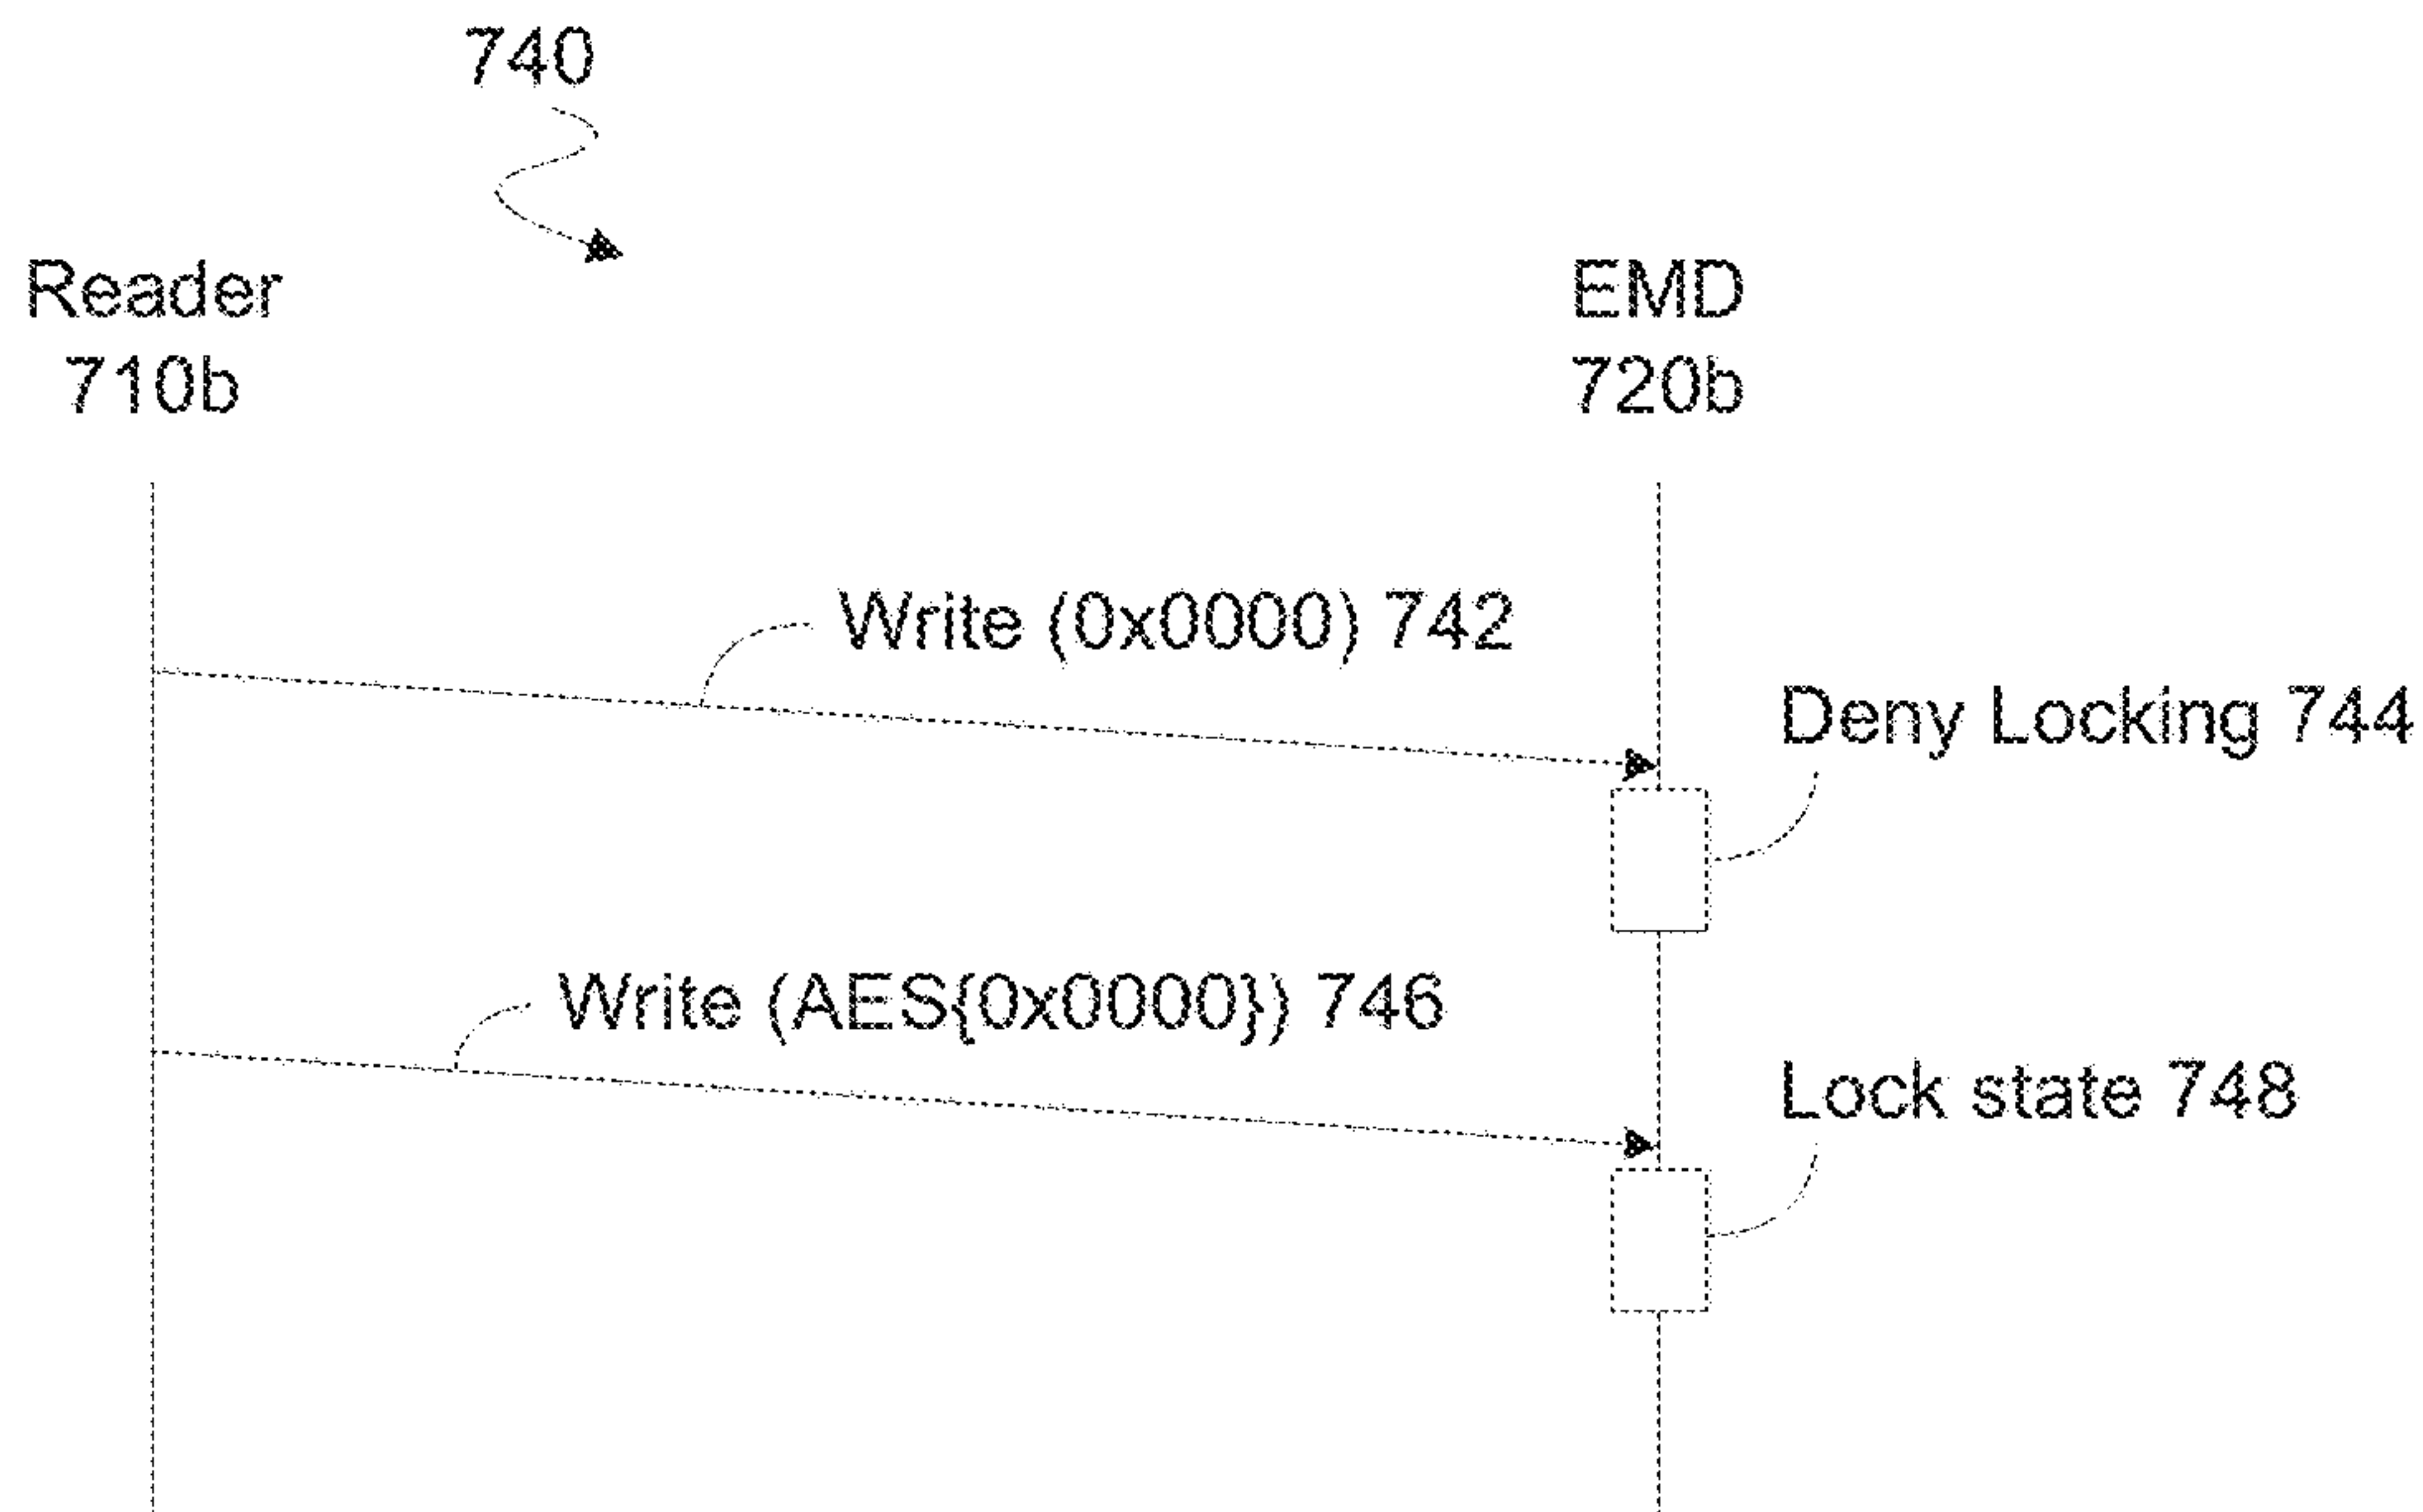 740
Reader
710b
EMD
720b
Write (0x0000) 742
Deny Locking 744
Write (AES{0x0000}) 746
Lock state 748